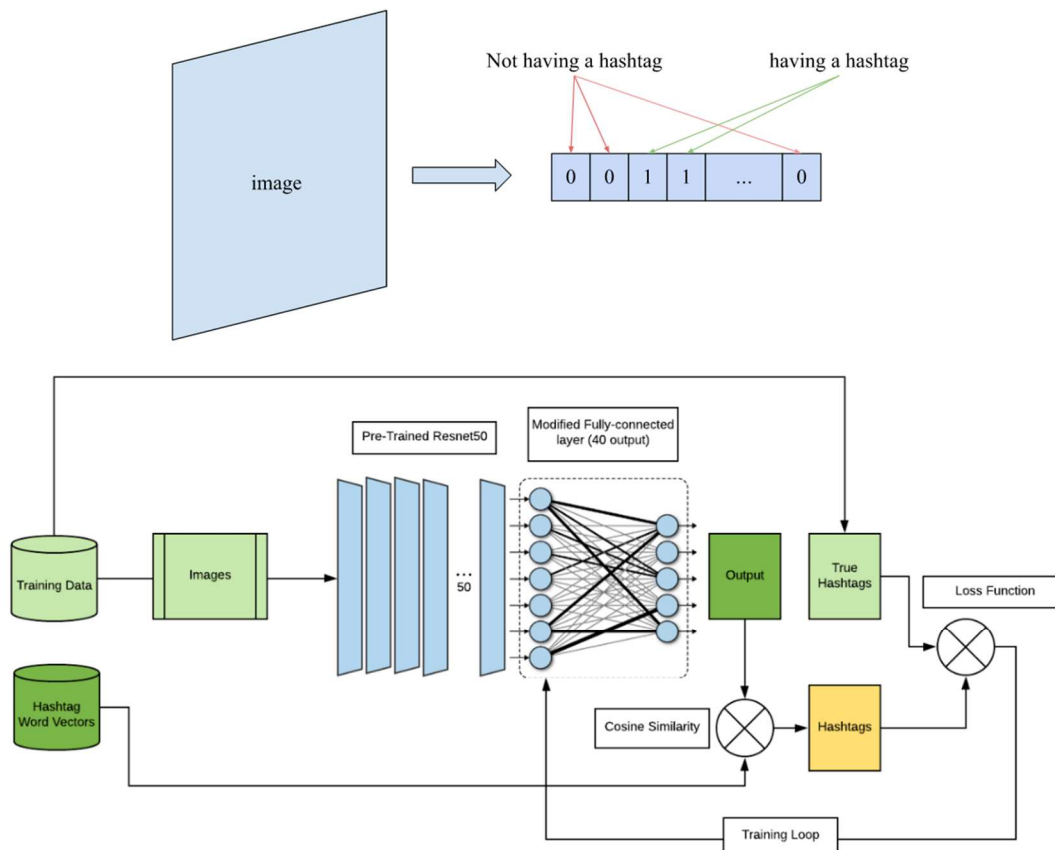 Not having a hashtag
having a hashtag
image
0 0 1 1 ... 0
Pre-Trained Resnet50
Modified Fully-connected
layer (40 output)
Training Data
Images
...
50
Output
True
Hashtags
Loss Function
Hashtag
Word Vectors
Cosine Similarity
Hashtags
Training Loop